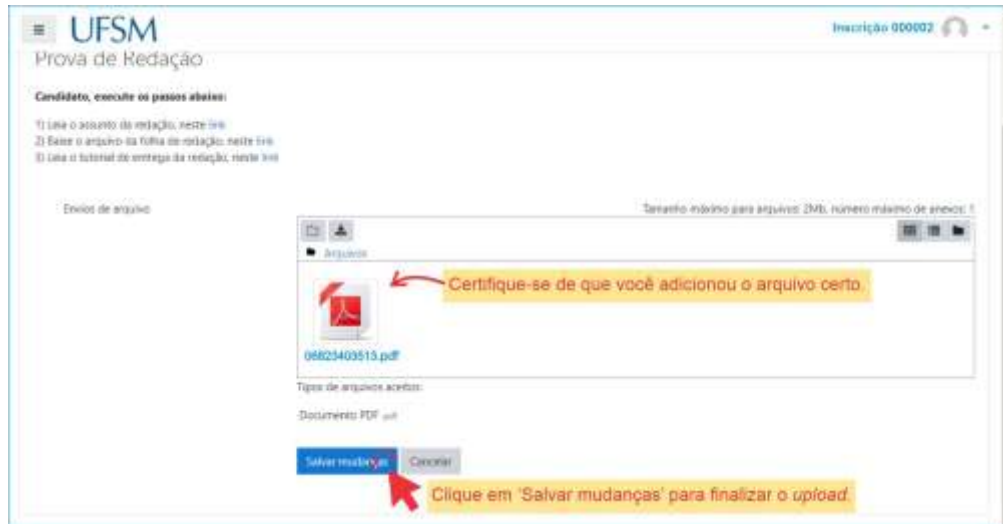 UFSM
Inscrição 000002
Prova de Redação
Candidato, execute os passos abaixo:
1) Leia o assunto da redação, neste link
2) Baixe o arquivo da folha de redação, neste link
3) Leia o tutorial de entrega da redação, neste link
Envios de arquivo
Tamanho máximo para arquivos: 2Mb, número máximo de anexos: 1
Arquivos
Certifique-se de que você adicionou o arquivo certo.
06823403513.pdf
Tipos de arquivos aceitos:
Documento PDF .pdf
Salvar mudanças
Cancelar
Clique em 'Salvar mudanças' para finalizar o upload.